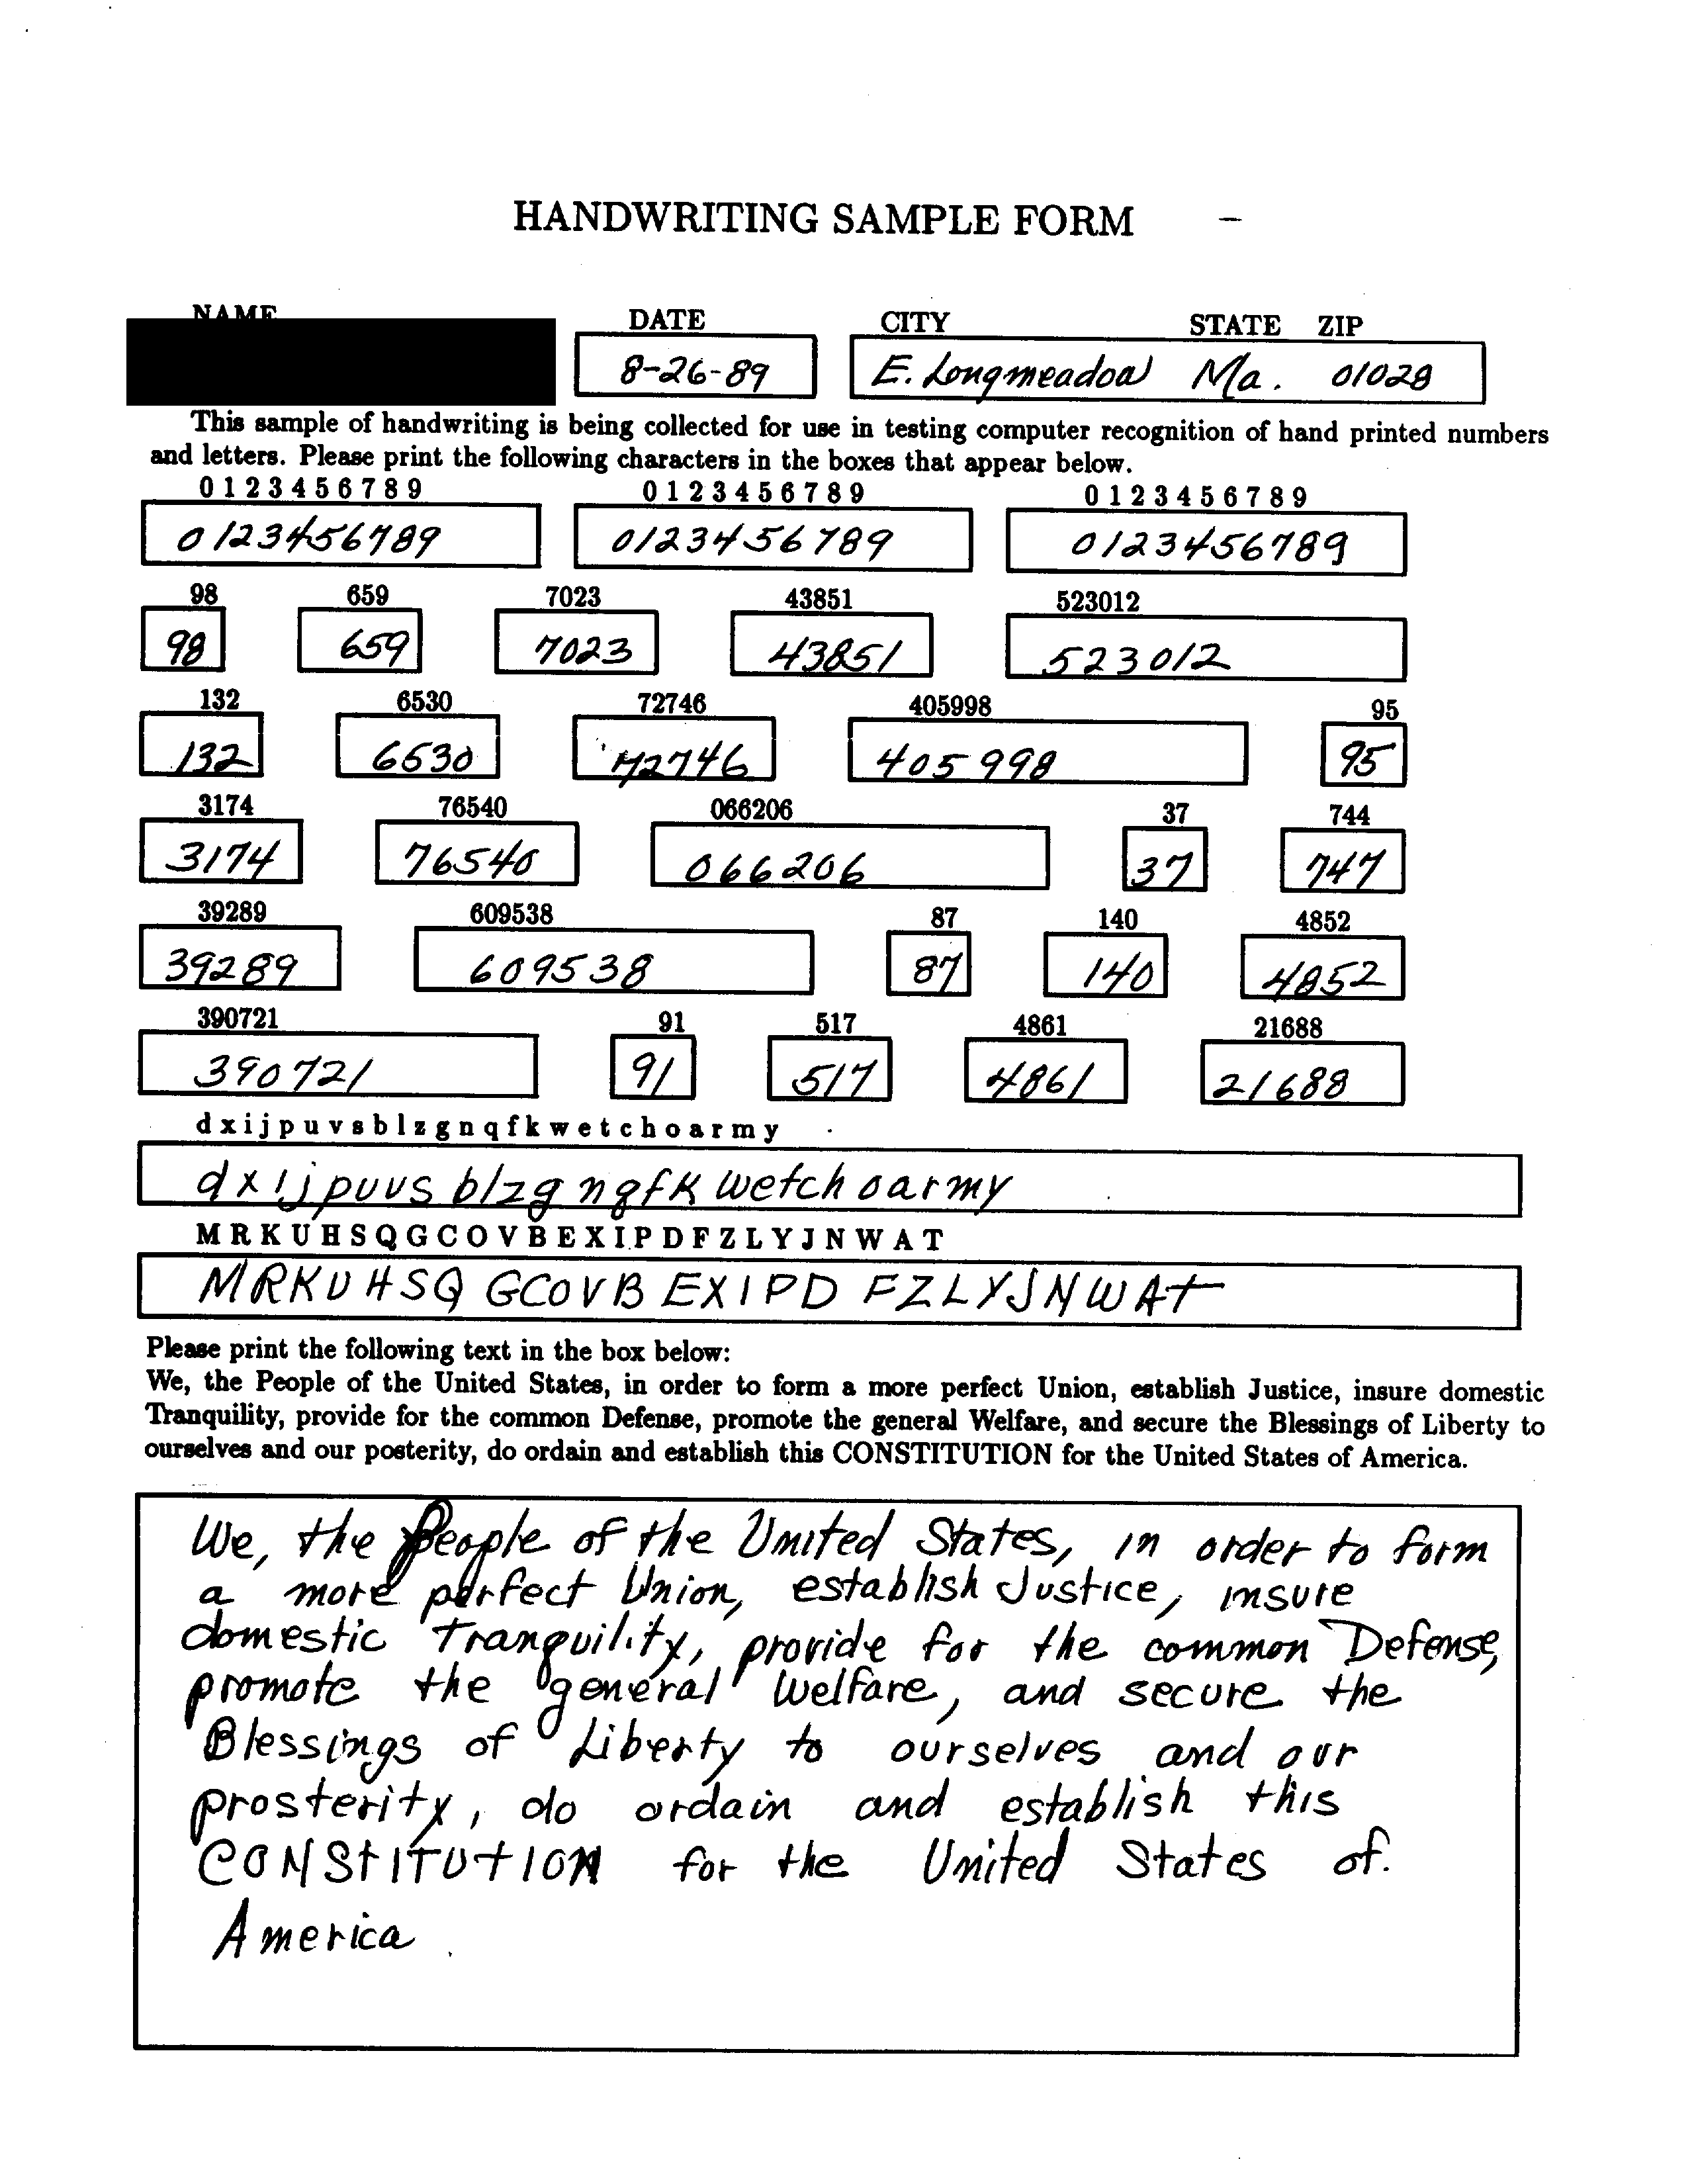 HANDWRITING SAMPLE FORM
NAME DATE CITY STATE ZIP
8-26-89 E. Longmeadow Ma. 01028
This sample of handwriting is being collected for use in testing computer recognition of hand printed numbers
and letters. Please print the following characters in the boxes that appear below.
0 1 2 3 4 5 6 7 8 9 0 1 2 3 4 5 6 7 8 9 0 1 2 3 4 5 6 7 8 9
0123456789 0123456789 0123456789
98 659 7023 43851 523012
98 659 7023 43851 523012
132 6530 72746 405998 95
132 6530 72746 405998 95
3174 76540 066206 37 744
3174 76540 066206 37 747
39289 609538 87 140 4852
39289 609538 87 140 4852
390721 91 517 4861 21688
390721 91 517 4861 21688
d x i j p u v s b l z g n q f k w e t c h o a r m y
dxijpuvs blzg nqfk wetch oarmy
M R K U H S Q G C O V B E X I P D F Z L Y J N W A T
MRKUHSQ GCOVB EXIPD FZLYJNWAT
Please print the following text in the box below:
We, the People of the United States, in order to form a more perfect Union, establish Justice, insure domestic
Tranquility, provide for the common Defense, promote the general Welfare, and secure the Blessings of Liberty to
ourselves and our posterity, do ordain and establish this CONSTITUTION for the United States of America.
We, the People of the United States, in order to form
a more perfect Union, establish Justice, insure
domestic Tranquility, provide for the common Defense,
promote the general Welfare, and secure the
Blessings of Liberty to ourselves and our
prosterity, do ordain and establish this
CONSTITUTION for the United States of
America.